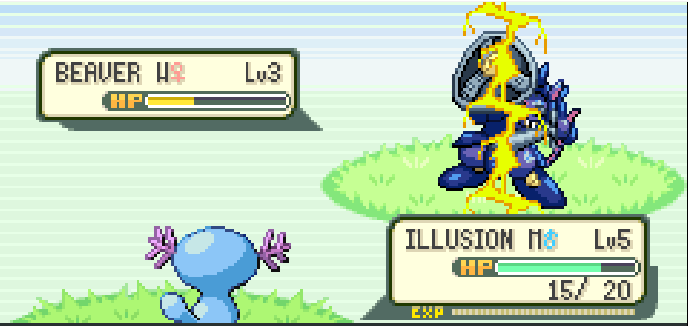 BEAVER W♀ Lv3
HP
ILLUSION M♂ Lv5
HP
15/ 20
EXP